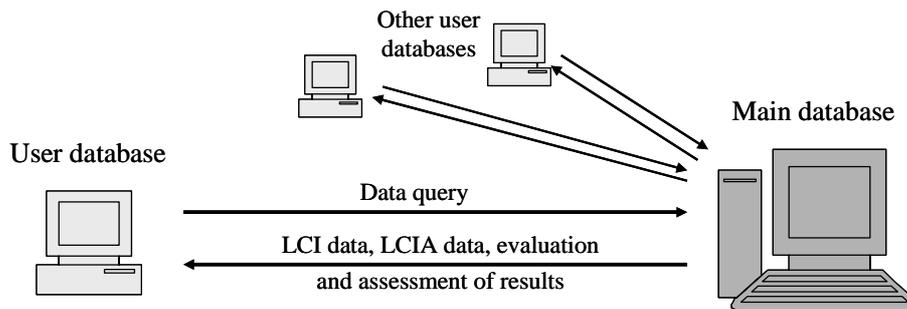 Other user
databases
Main database
User database
Data query
LCI data, LCIA data, evaluation
and assessment of results